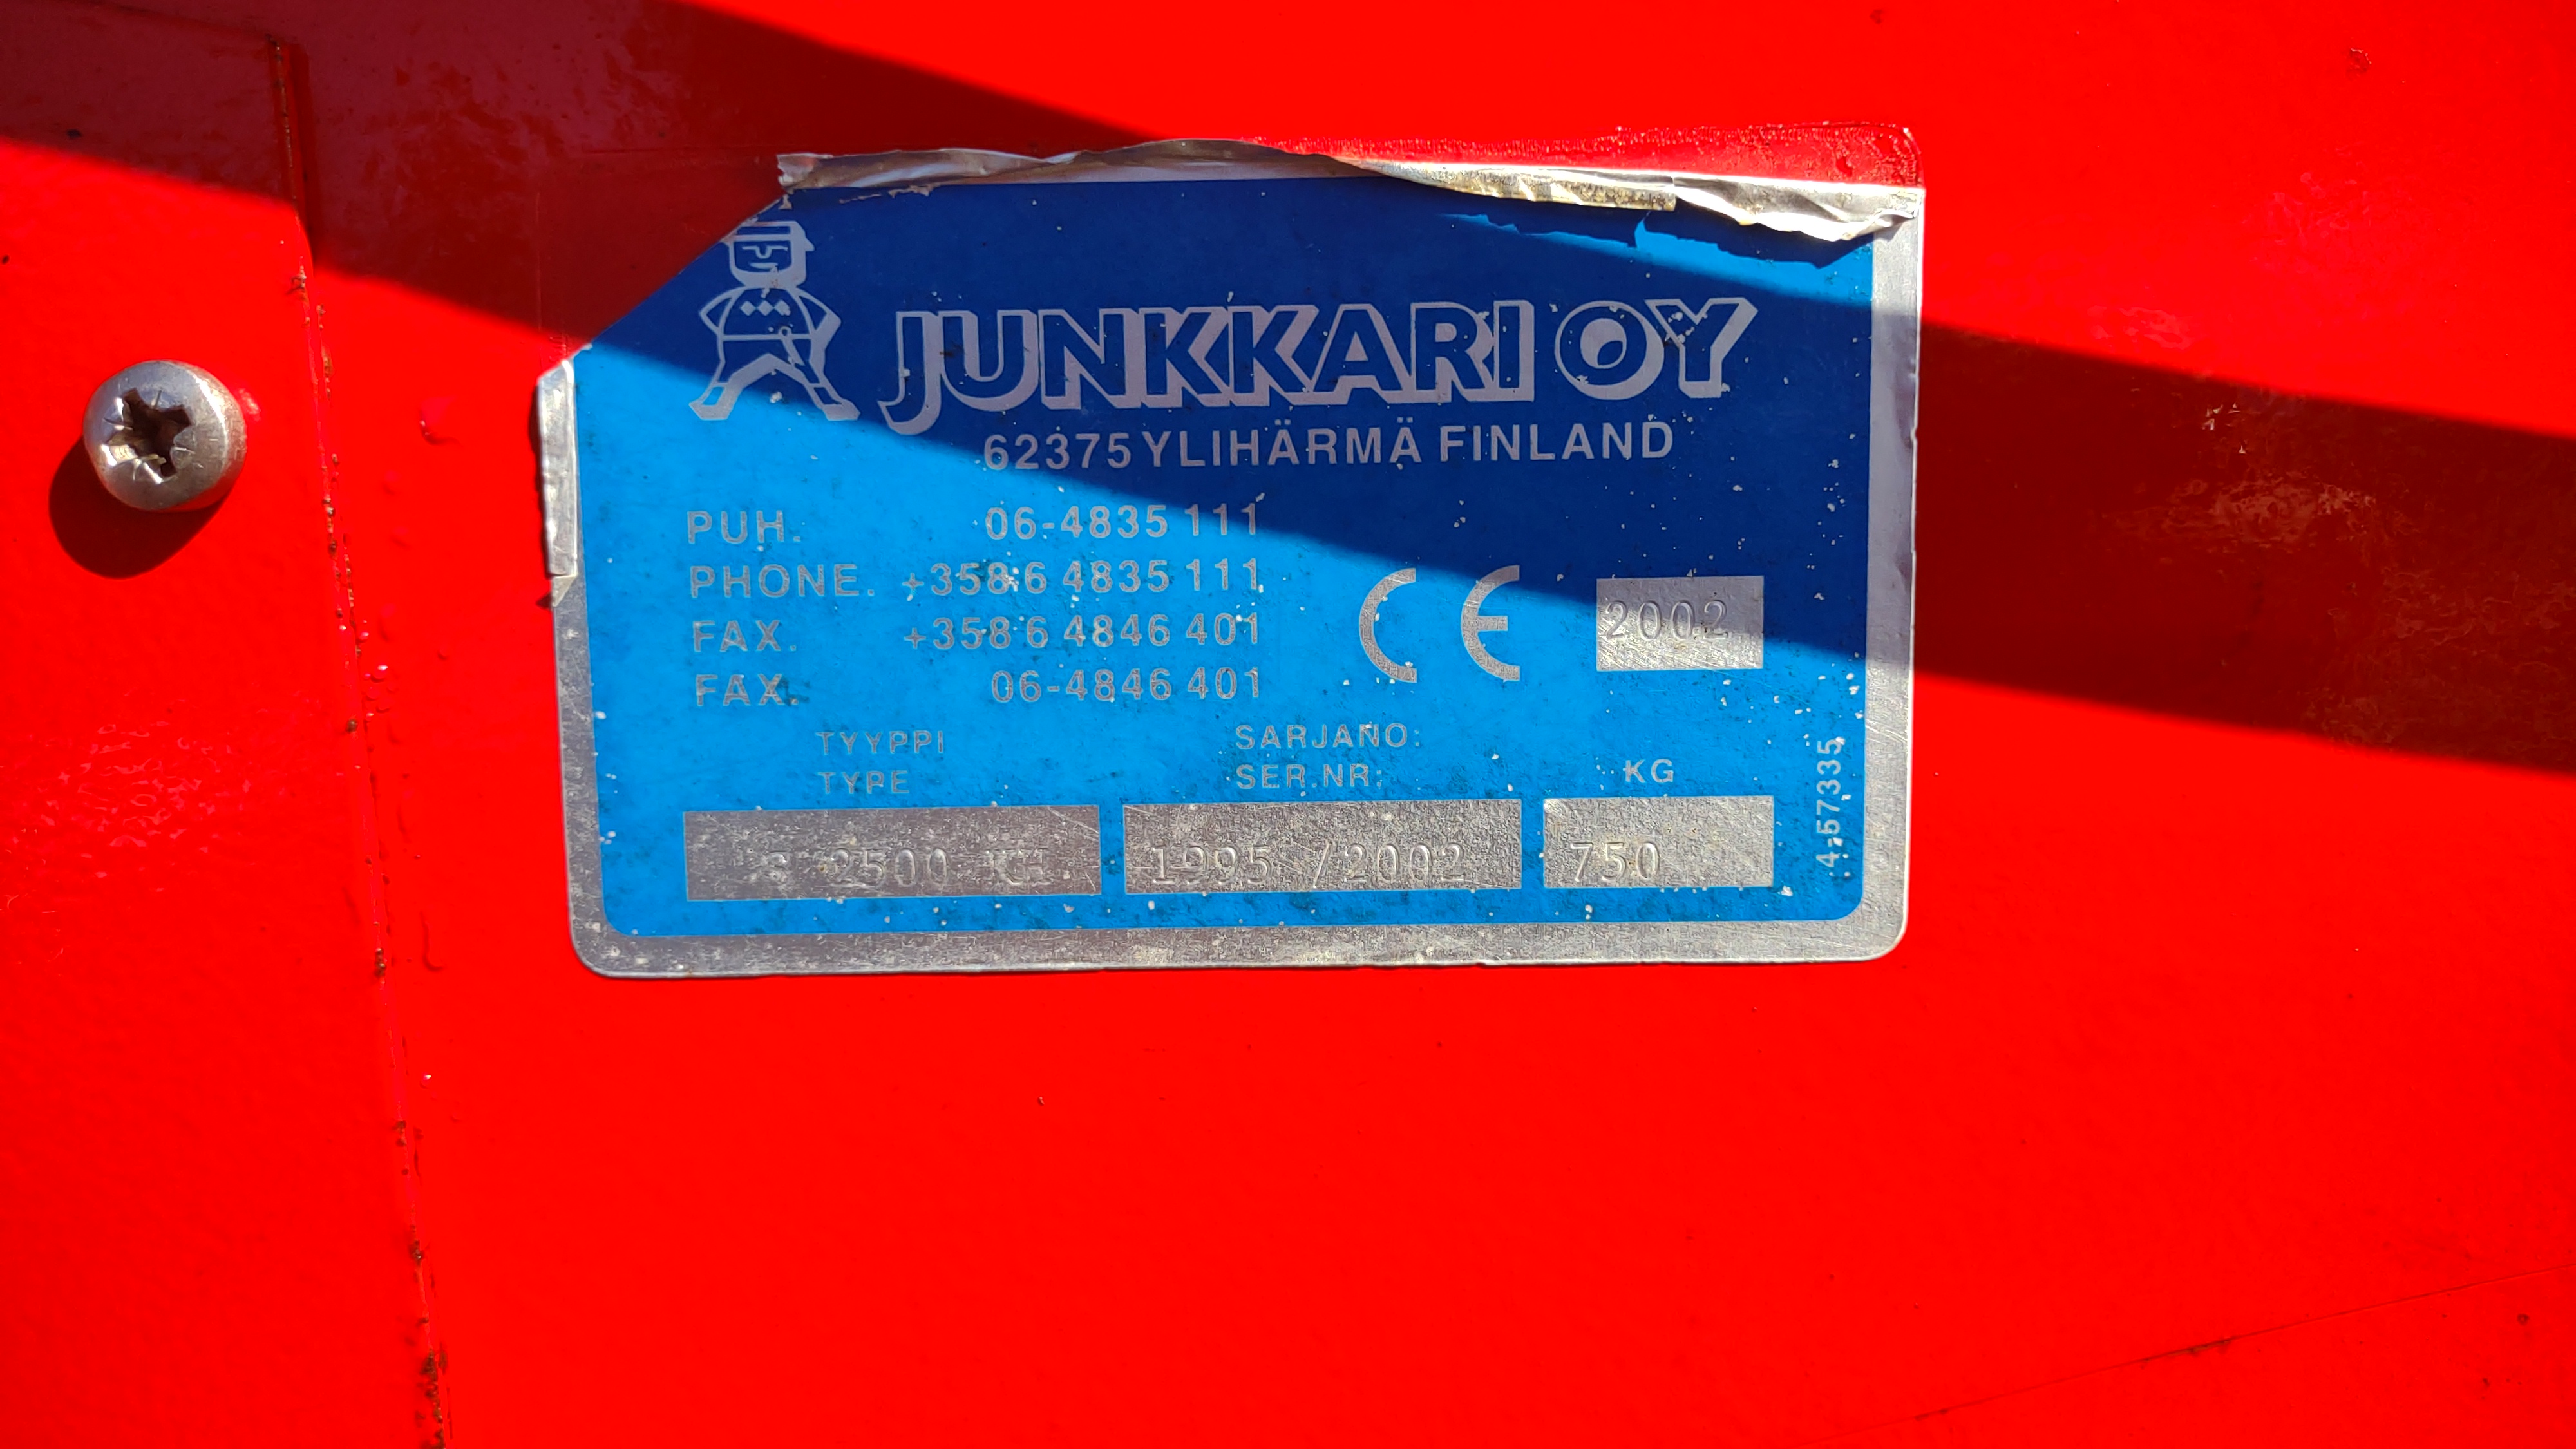 JUNKKARI OY
62375 YLIHÄRMÄ FINLAND
PUH. 06-4835 111
PHONE. +358 6 4835 111
FAX. +358 6 4846 401
FAX. 06-4846 401
CE 2002
TYYPPI
TYPE
SARJANO:
SER.NR:
KG
2500
1995 /2002
750
4-573335